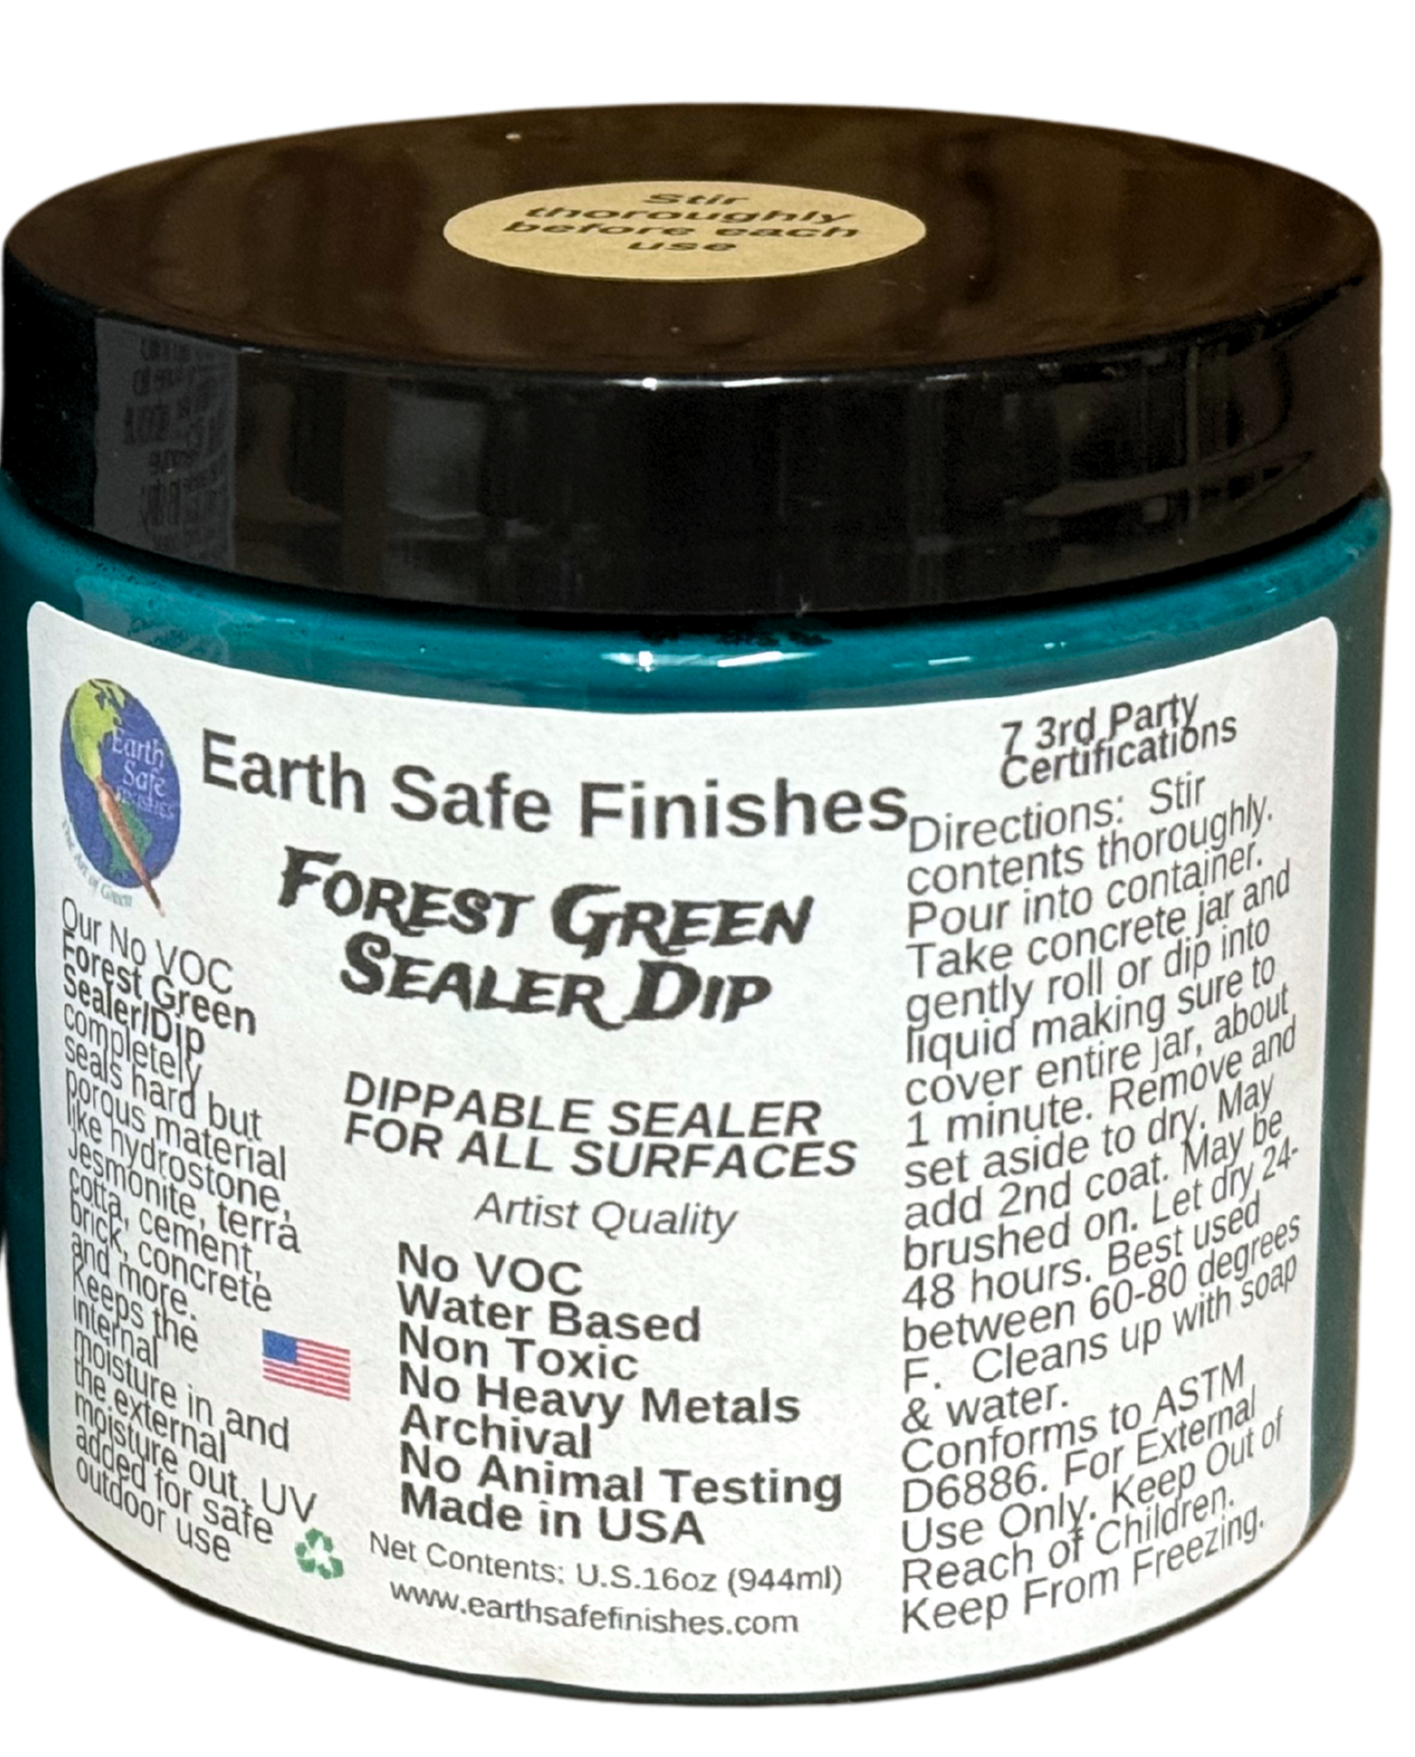 Stir
thoroughly
before each
use
Earth
Safe
Finishes
The Art of Green
Earth Safe Finishes
Forest Green
Sealer Dip
DIPPABLE SEALER
FOR ALL SURFACES
Artist Quality
No VOC
Water Based
Non Toxic
No Heavy Metals
Archival
No Animal Testing
Made in USA
Net Contents: U.S.16oz (944ml)
www.earthsafefinishes.com
Our No VOC
Forest Green
Sealer/Dip
completely
seals hard but
porous material
like hydrostone,
Jesmonite, terra
cotta, cement,
brick, concrete
and more.
Keeps the
internal
moisture in and
the external
moisture out. UV
added for safe
outdoor use
7 3rd Party
Certifications
Directions: Stir
contents thoroughly.
Pour into container.
Take concrete jar and
gently roll or dip into
liquid making sure to
cover entire jar, about
1 minute. Remove and
set aside to dry. May
add 2nd coat. May be
brushed on. Let dry 24-
48 hours. Best used
between 60-80 degrees
F. Cleans up with soap
& water.
Conforms to ASTM
D6886. For External
Use Only. Keep Out of
Reach of Children.
Keep From Freezing.